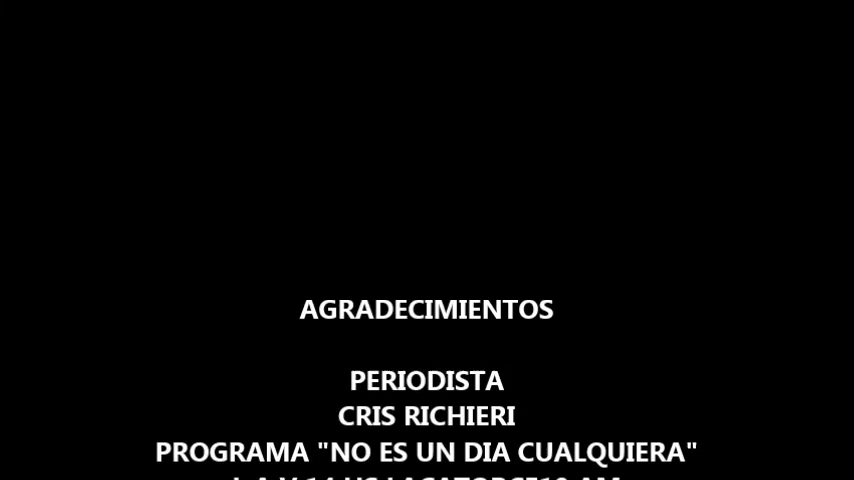 AGRADECIMIENTOS
PERIODISTA
CRIS RICHIERI
PROGRAMA "NO ES UN DIA CUALQUIERA"